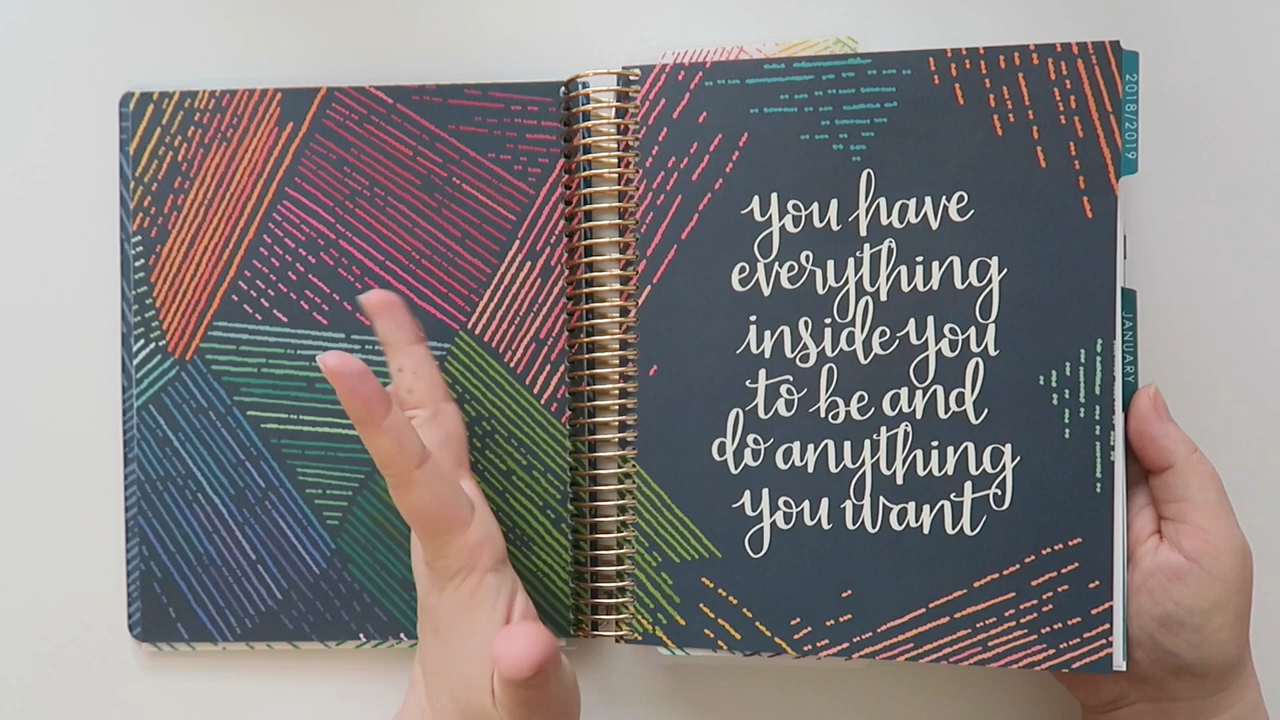 you have
everything
inside you
to be and
do anything
you want
2018/2019
JANUARY